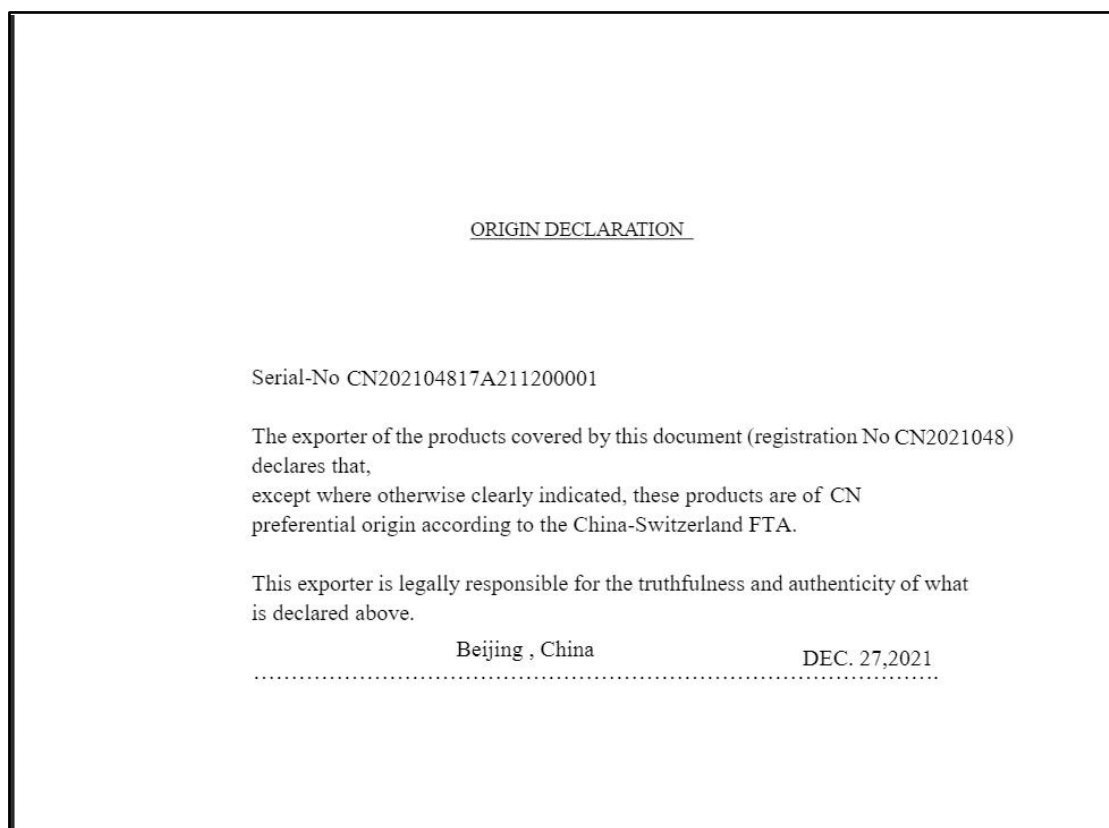 ORIGIN DECLARATION
Serial-No CN202104817A211200001
The exporter of the products covered by this document (registration No CN2021048)
declares that,
except where otherwise clearly indicated, these products are of CN
preferential origin according to the China-Switzerland FTA.
This exporter is legally responsible for the truthfulness and authenticity of what
is declared above.
Beijing , China DEC. 27,2021